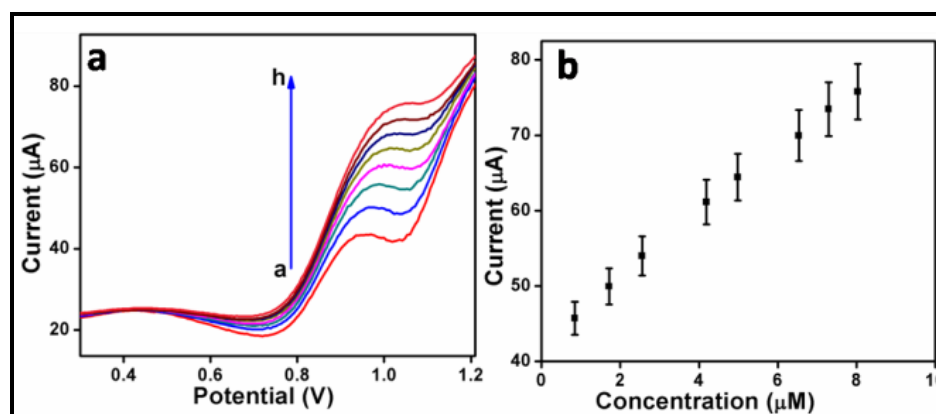 a
h
a
80
60
40
20
0.4 0.6 0.8 1.0 1.2
Current (µA)
Potential (V)
b
80
70
60
50
40
0 2 4 6 8 10
Current (µA)
Concentration (µM)